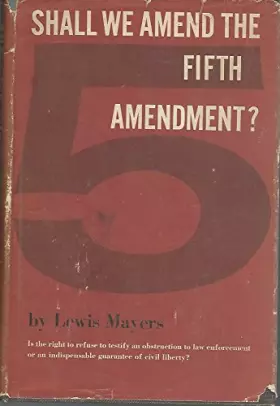 SHALL WE AMEND THE
FIFTH
AMENDMENT?
5
by Lewis Mayers
Is the right to refuse to testify an obstruction to law enforcement
or an indispensable guarantee of civil liberty?